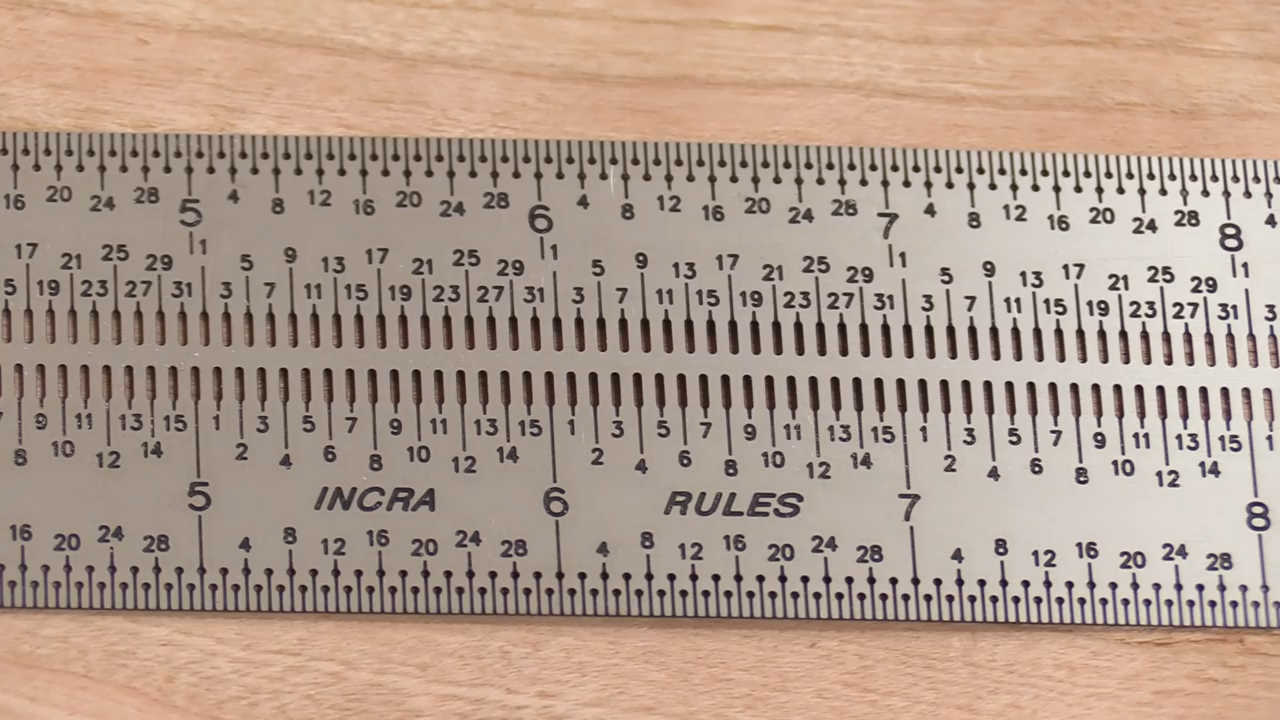 16 20 24 28 5 4 8 12 16 20 24 28 6 4 8 12 16 20 24 28 7 4 8 12 16 20 24 28 8 4
17 21 25 29 1 5 9 13 17 21 25 29 1 5 9 13 17 21 25 29 1 5 9 13 17 21 25 29 1
5 19 23 27 31 3 7 11 15 19 23 27 31 3 7 11 15 19 23 27 31 3 7 11 15 19 23 27 31 3
9 11 13 15 1 3 5 7 9 11 13 15 1 3 5 7 9 11 13 15 1 3 5 7 9 11 13 15 1
8 10 12 14 2 4 6 8 10 12 14 2 4 6 8 10 12 14 2 4 6 8 10 12 14
5 INCRA 6 RULES 7 8
16 20 24 28 4 8 12 16 20 24 28 4 8 12 16 20 24 28 4 8 12 16 20 24 28